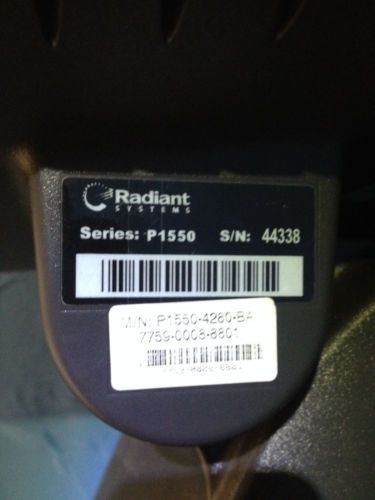 Radiant
SYSTEMS
Series: P1550 S/N: 44338
M/N: P1550-4260-BA
7759-0008-8801